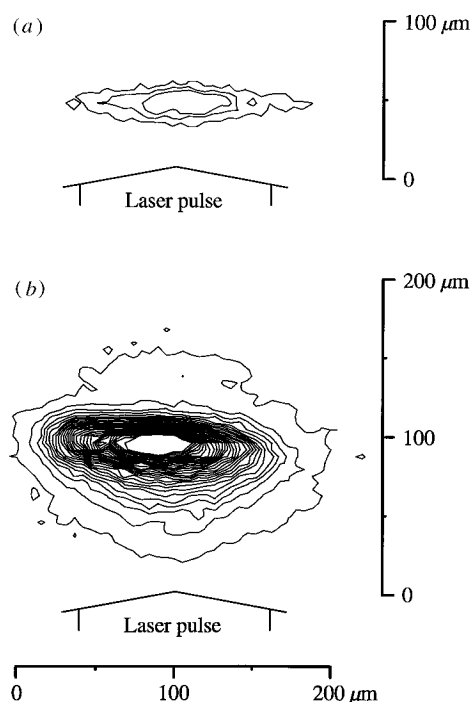 (a)
100 μm
0
Laser pulse
(b)
200 μm
100
0
Laser pulse
0 100 200 μm